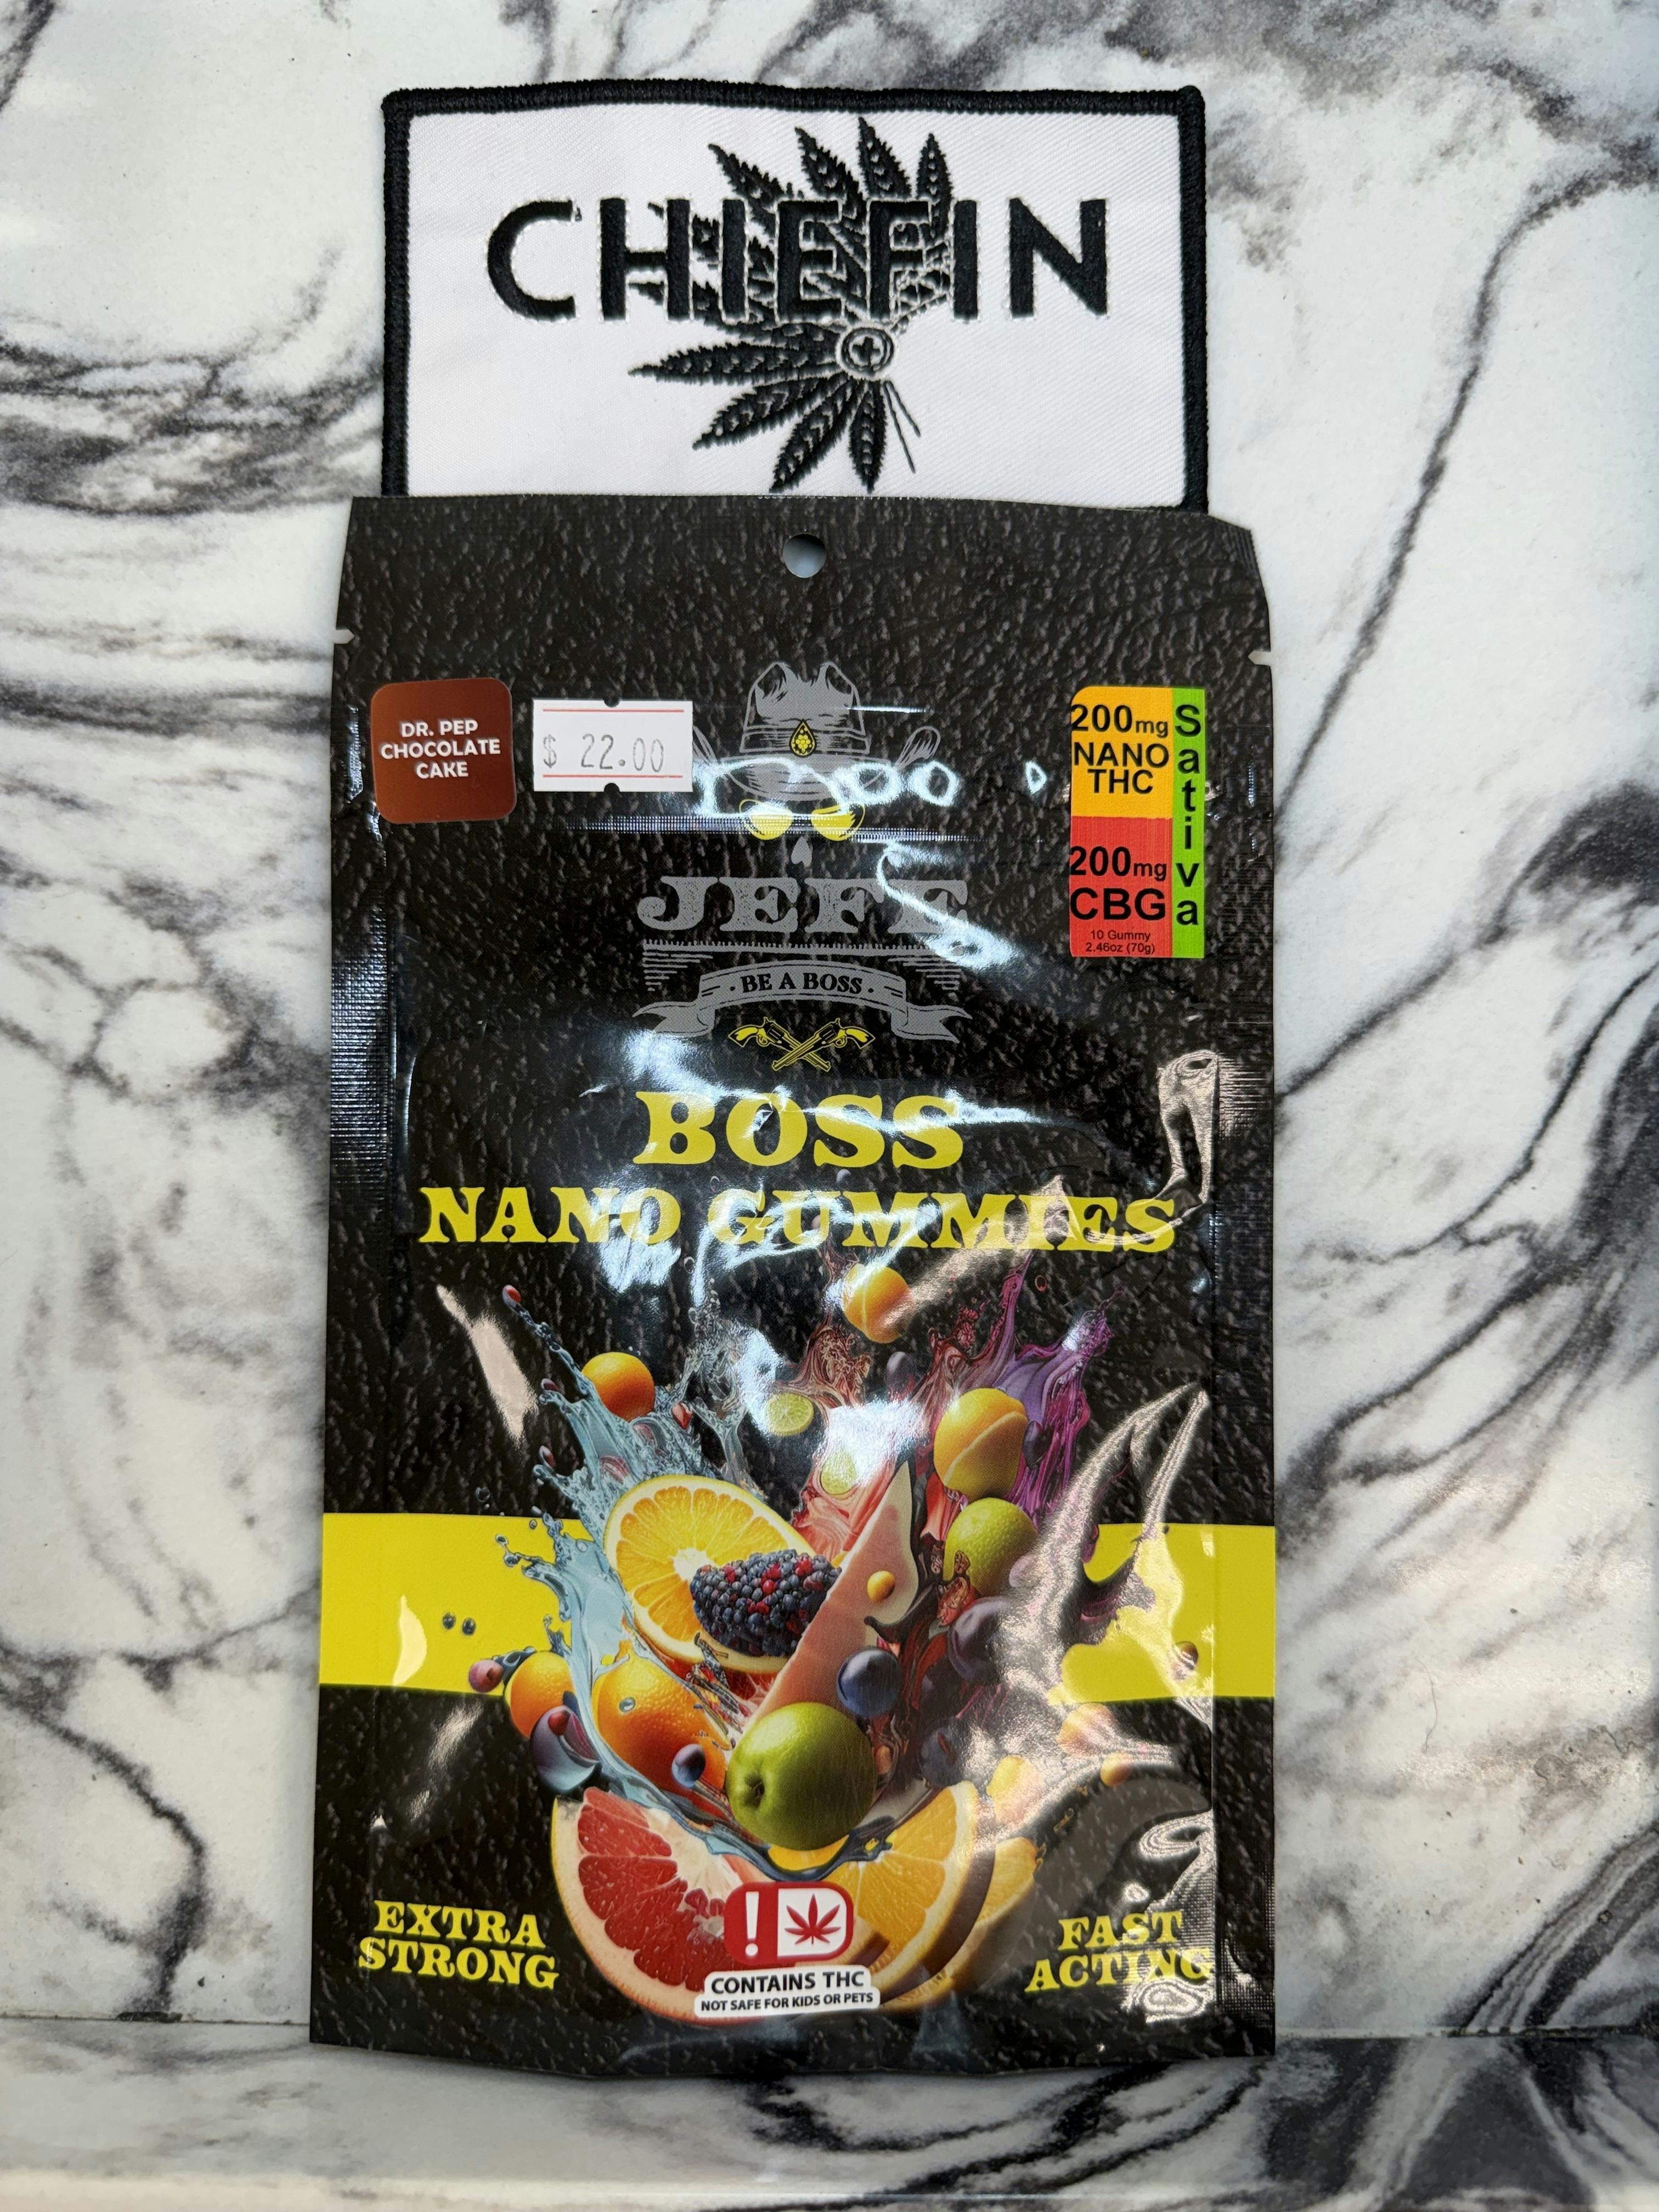 CHIEFIN
DR. PEP
CHOCOLATE
CAKE
$ 22.00
200mg
NANO
THC
200mg
CBG
10 Gummy
2.46oz (70g)
Sativa
JEFE
· BE A BOSS ·
BOSS
NANO GUMMIES
EXTRA
STRONG
!
CONTAINS THC
NOT SAFE FOR KIDS OR PETS
FAST
ACTING